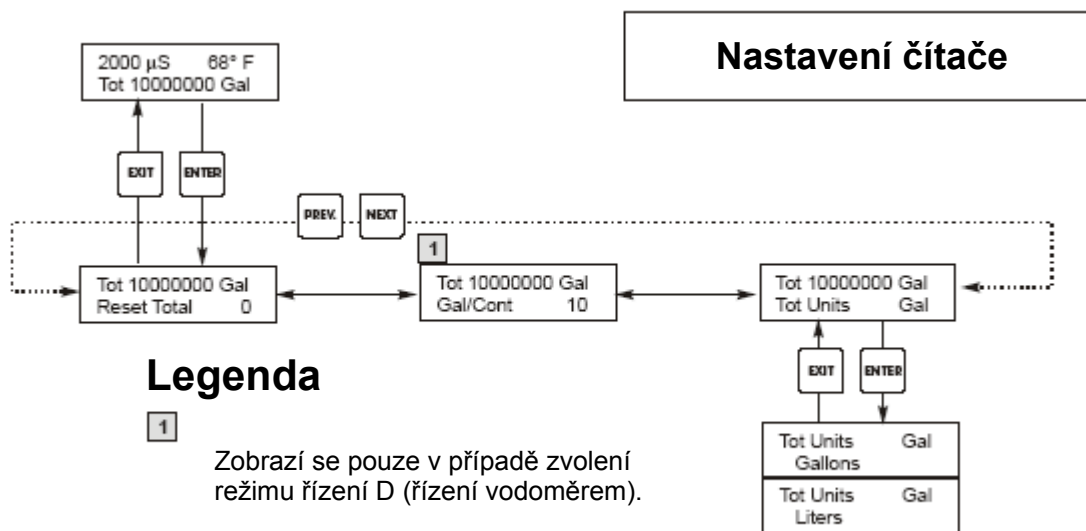 Nastavení čítače
2000 µS 68° F
Tot 10000000 Gal
EXIT ENTER
PREV. NEXT
1
Tot 10000000 Gal
Reset Total 0
Tot 10000000 Gal
Gal/Cont 10
Tot 10000000 Gal
Tot Units Gal
EXIT ENTER
Tot Units Gal
Gallons
Tot Units Gal
Liters
Legenda
1
Zobrazí se pouze v případě zvolení
režimu řízení D (řízení vodoměrem).